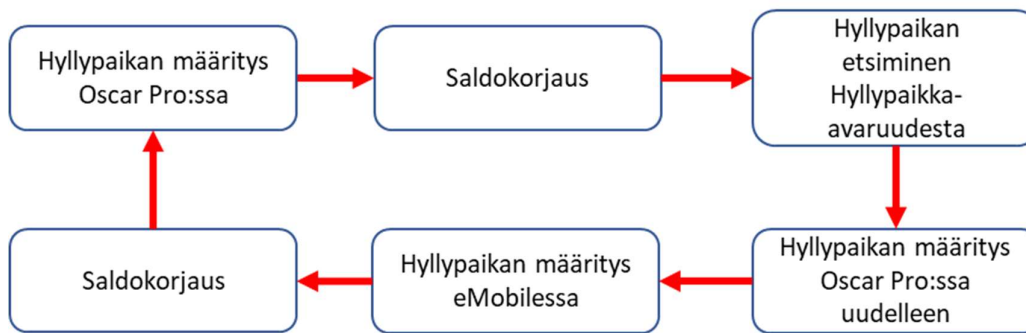 Hyllypaikan määritys
Oscar Pro:ssa
Saldokorjaus
Hyllypaikan
etsiminen
Hyllypaikka-
avaruudesta
Saldokorjaus
Hyllypaikan määritys
eMobilessa
Hyllypaikan määritys
Oscar Pro:ssa
uudelleen